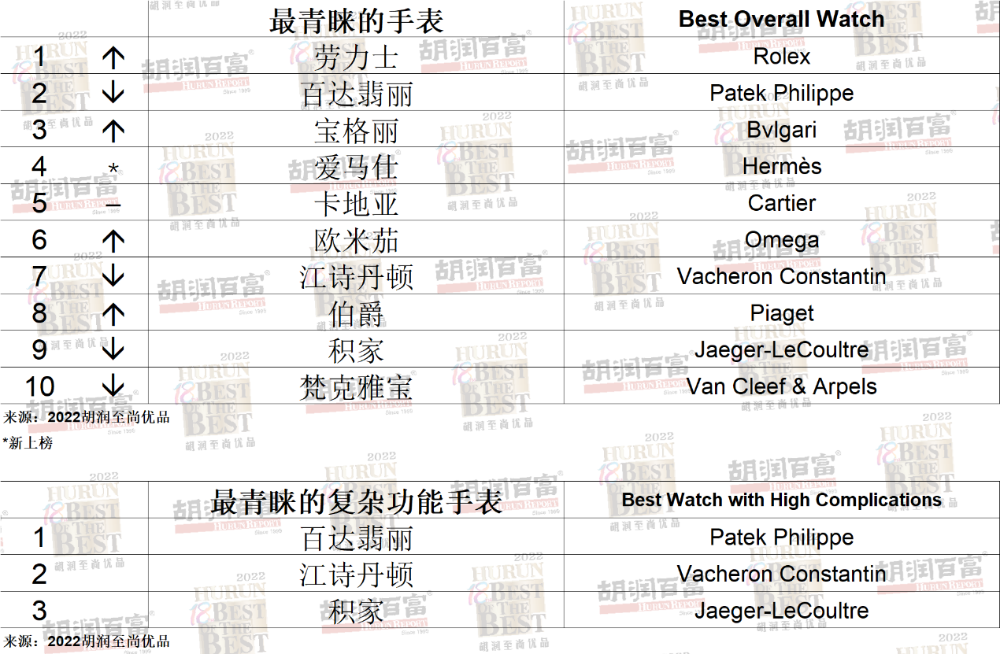 最青睐的手表 Best Overall Watch
1 ↑ 劳力士 Rolex
2 ↓ 百达翡丽 Patek Philippe
3 ↑ 宝格丽 Bvlgari
4 * 爱马仕 Hermès
5 – 卡地亚 Cartier
6 ↑ 欧米茄 Omega
7 ↓ 江诗丹顿 Vacheron Constantin
8 ↑ 伯爵 Piaget
9 ↓ 积家 Jaeger-LeCoultre
10 ↓ 梵克雅宝 Van Cleef & Arpels
来源：2022胡润至尚优品
*新上榜
最青睐的复杂功能手表 Best Watch with High Complications
1 百达翡丽 Patek Philippe
2 江诗丹顿 Vacheron Constantin
3 积家 Jaeger-LeCoultre
来源：2022胡润至尚优品